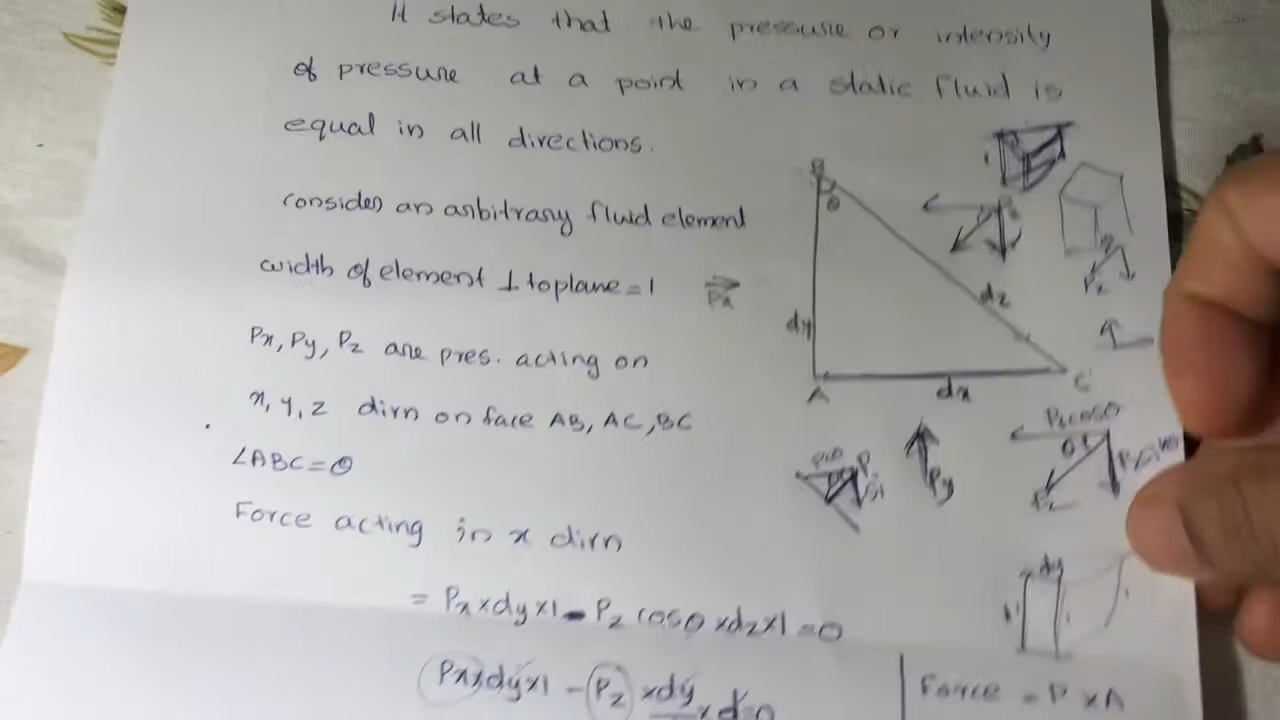 It states that the pressure or intensity
of pressure at a point in a static fluid is
equal in all directions.
consider an arbitrary fluid element
width of element ⊥ to plane = 1
Px
Px, Py, Pz are pres. acting on
x, y, z dirn on face AB, AC, BC
∠ABC = θ
Force acting in x dirn
= Px x dy x 1 - Pz cosθ x dz x 1 = 0
Px x dy x 1 - Pz x dy
B
θ
dy
dz
A
dx
C
Pz
Py
Pz cosθ
θ
Pz
dy
Force = P x A